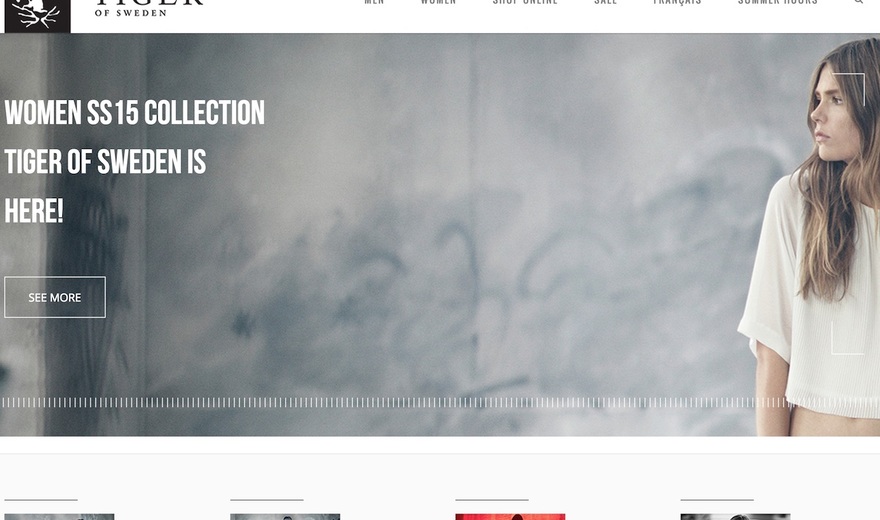 TIGER
OF SWEDEN
MEN WOMEN SHOP ONLINE SALE FRANÇAIS SUMMER HOURS
WOMEN SS15 COLLECTION
TIGER OF SWEDEN IS
HERE!
SEE MORE